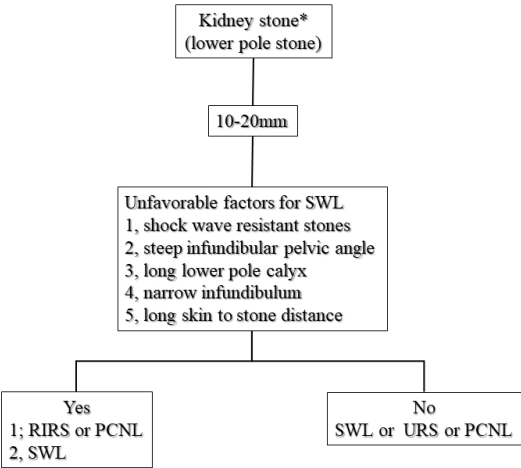 Kidney stone*
(lower pole stone)
10-20mm
Unfavorable factors for SWL
1, shock wave resistant stones
2, steep infundibular pelvic angle
3, long lower pole calyx
4, narrow infundibulum
5, long skin to stone distance
Yes
1; RIRS or PCNL
2, SWL
No
SWL or URS or PCNL